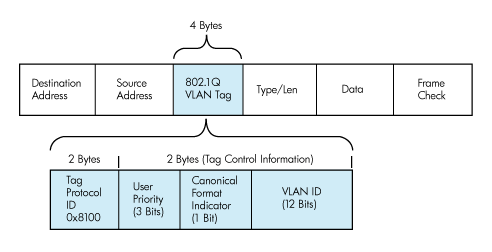 4 Bytes
Destination
Address
Source
Address
802.1Q
VLAN Tag
Type/Len
Data
Frame
Check
2 Bytes
2 Bytes (Tag Control Information)
Tag
Protocol
ID
0x8100
User
Priority
(3 Bits)
Canonical
Format
Indicator
(1 Bit)
VLAN ID
(12 Bits)